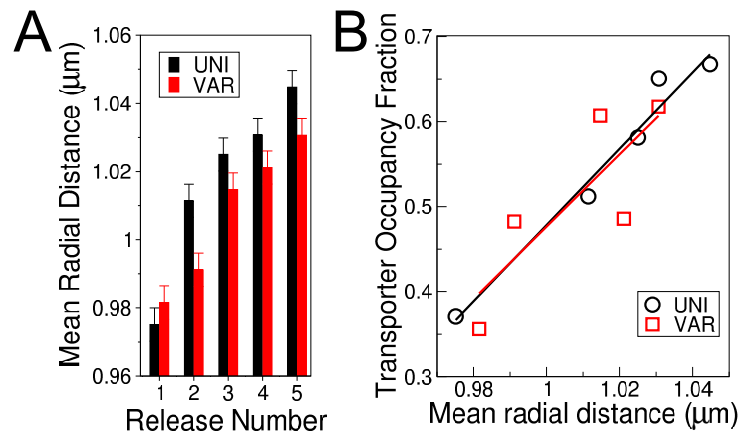 A
Mean Radial Distance (μm)
1.06
1.04
1.02
1
0.98
0.96
UNI
VAR
1 2 3 4 5
Release Number
B
Transporter Occupancy Fraction
0.7
0.6
0.5
0.4
0.3
UNI
VAR
0.98 1 1.02 1.04
Mean radial distance (μm)